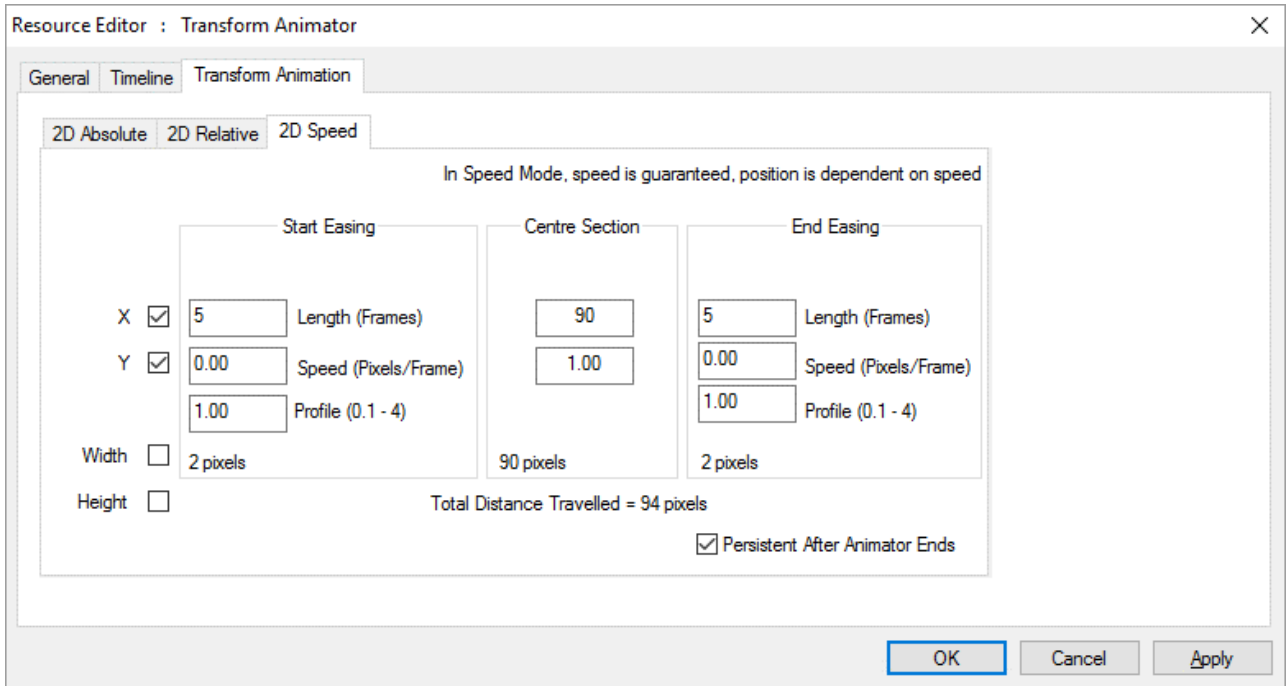 Resource Editor : Transform Animator
General Timeline Transform Animation
2D Absolute 2D Relative 2D Speed
In Speed Mode, speed is guaranteed, position is dependent on speed
Start Easing Centre Section End Easing
X 5 Length (Frames) 90 5 Length (Frames)
Y 0.00 Speed (Pixels/Frame) 1.00 0.00 Speed (Pixels/Frame)
1.00 Profile (0.1 - 4) 1.00 Profile (0.1 - 4)
Width 2 pixels 90 pixels 2 pixels
Height Total Distance Travelled = 94 pixels
Persistent After Animator Ends
OK Cancel Apply